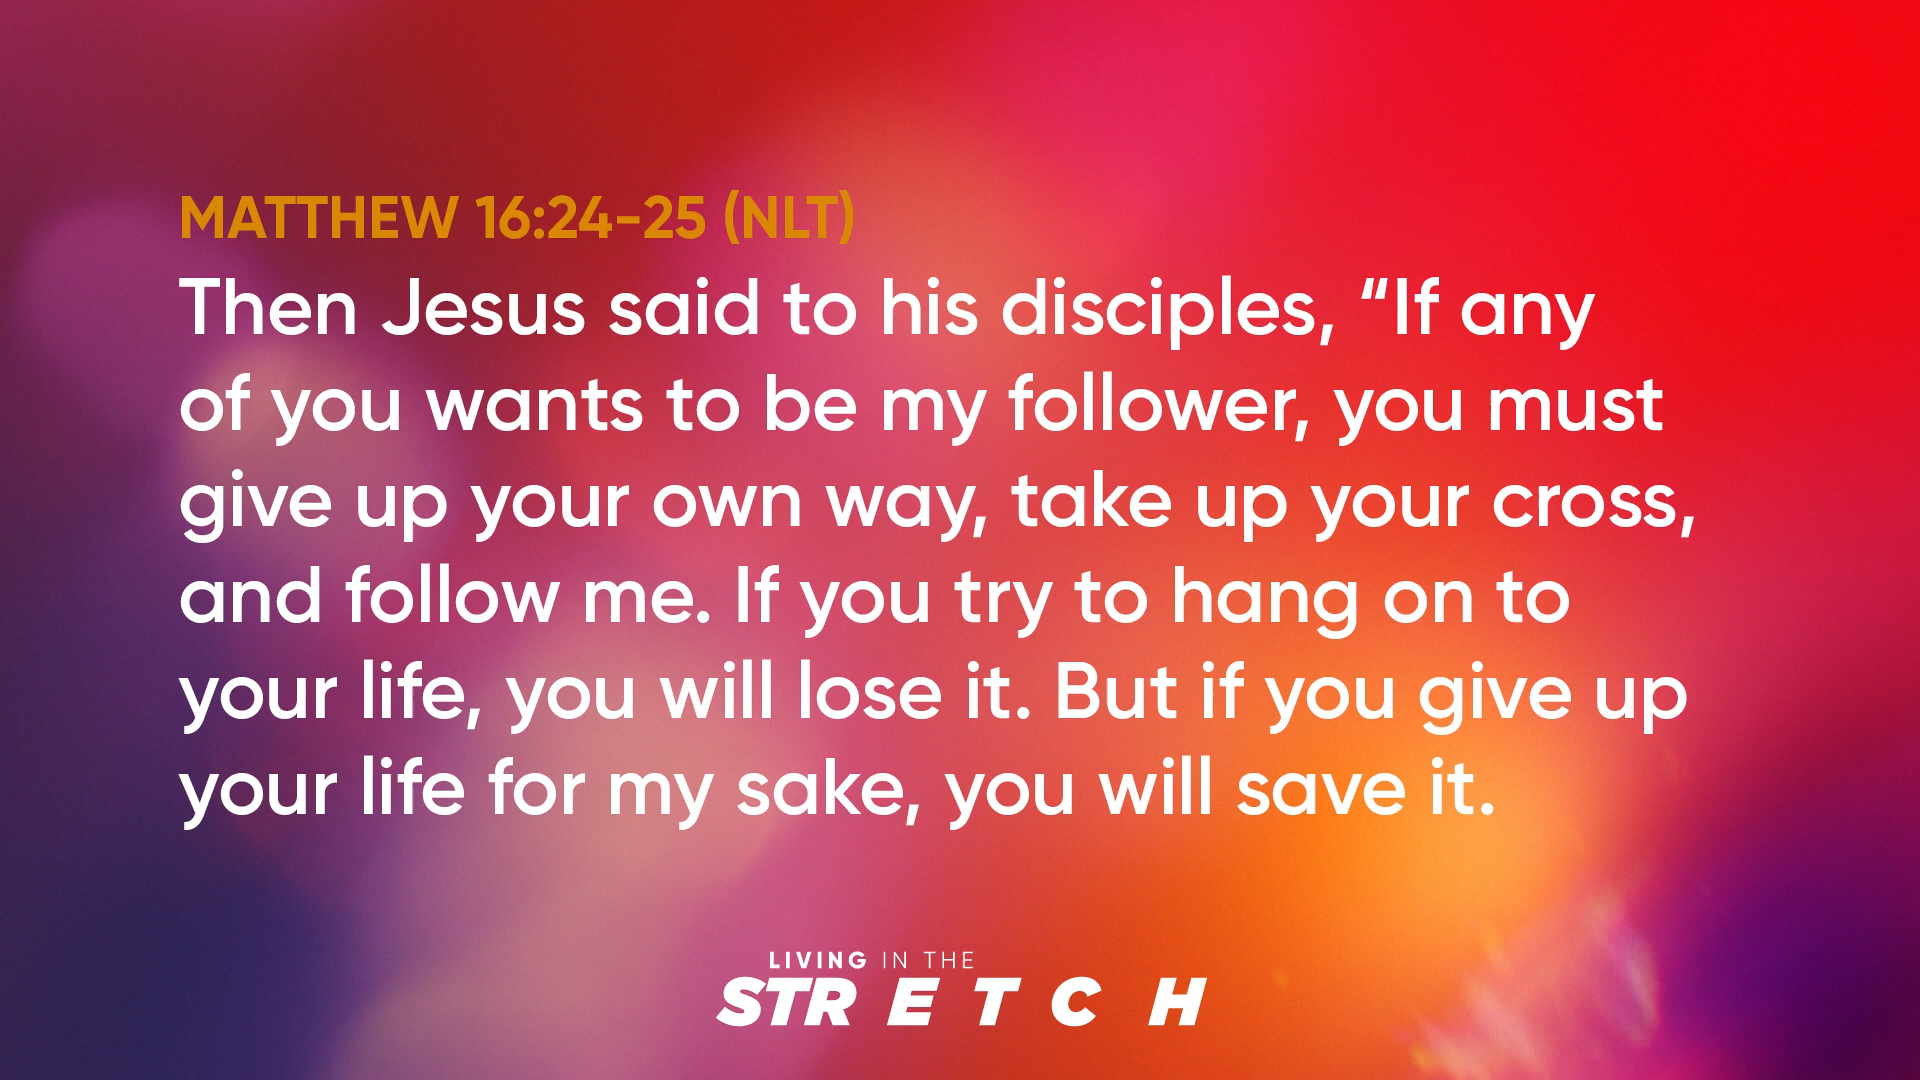 MATTHEW 16:24-25 (NLT)
Then Jesus said to his disciples, “If any
of you wants to be my follower, you must
give up your own way, take up your cross,
and follow me. If you try to hang on to
your life, you will lose it. But if you give up
your life for my sake, you will save it.
LIVING IN THE
STRETCH